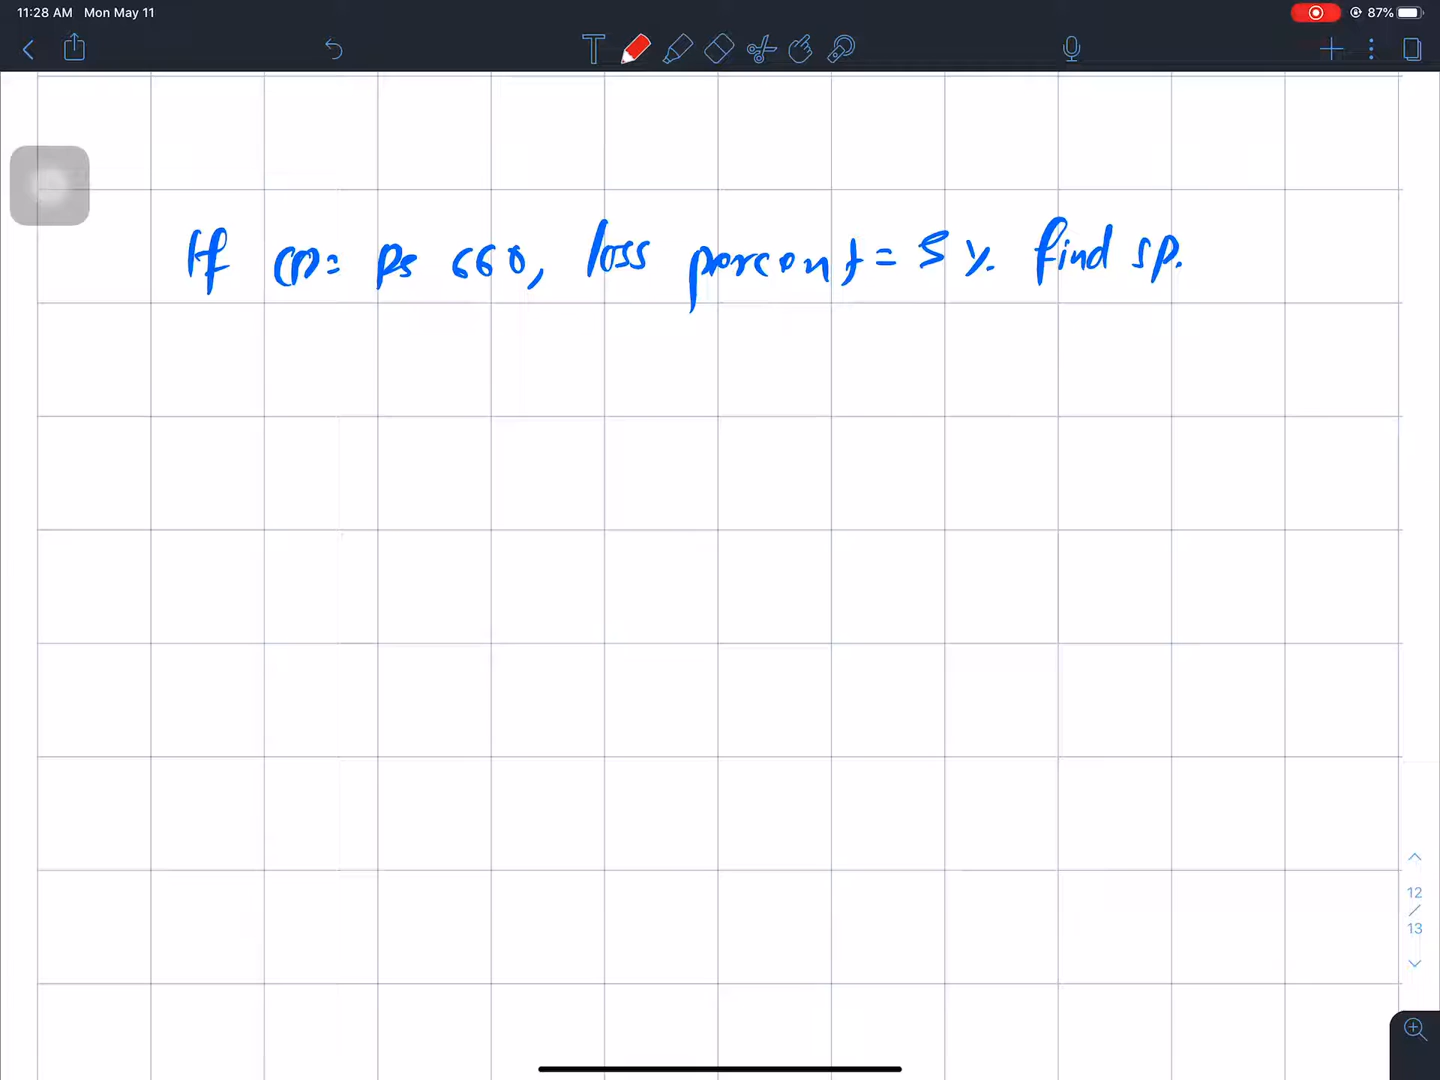 11:28 AM Mon May 11
87%
If CP = Rs 660, loss percent = 5 %. find SP.
12
/
13